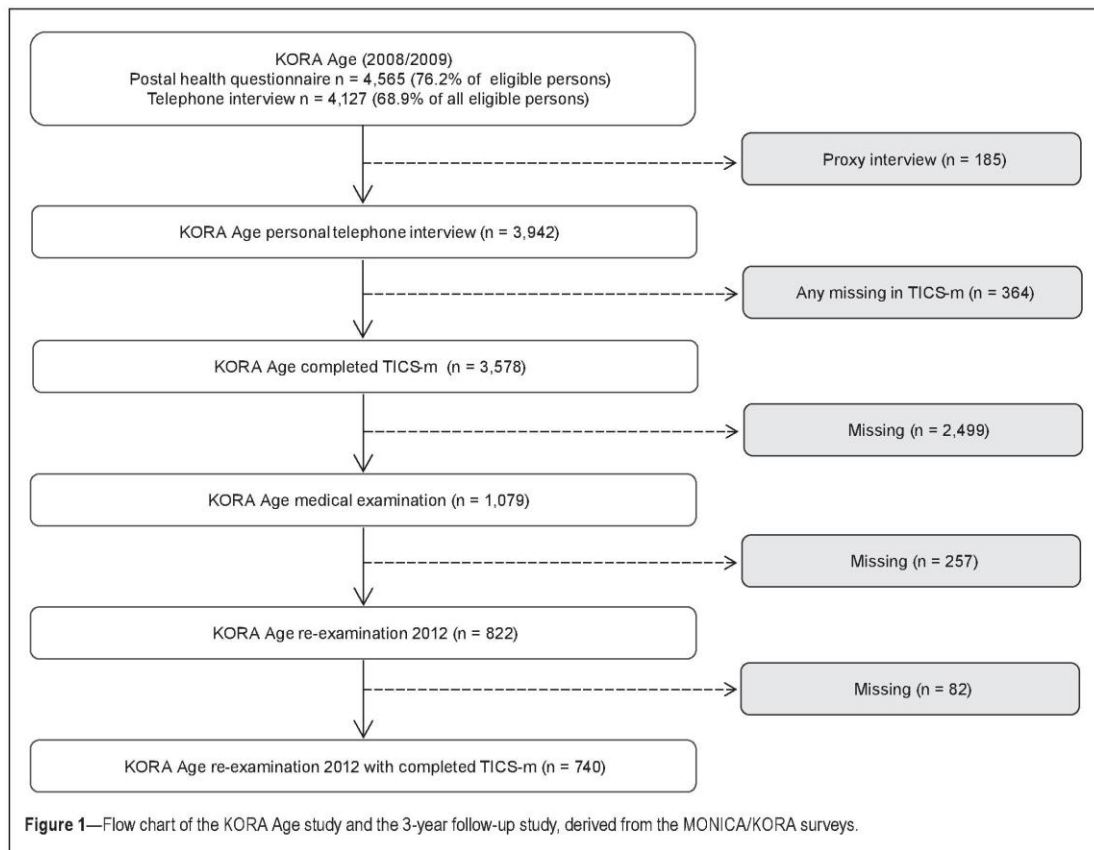 KORA Age (2008/2009)
Postal health questionnaire n = 4,565 (76.2% of eligible persons)
Telephone interview n = 4,127 (68.9% of all eligible persons)
Proxy interview (n = 185)
KORA Age personal telephone interview (n = 3,942)
Any missing in TICS-m (n = 364)
KORA Age completed TICS-m (n = 3,578)
Missing (n = 2,499)
KORA Age medical examination (n = 1,079)
Missing (n = 257)
KORA Age re-examination 2012 (n = 822)
Missing (n = 82)
KORA Age re-examination 2012 with completed TICS-m (n = 740)
Figure 1—Flow chart of the KORA Age study and the 3-year follow-up study, derived from the MONICA/KORA surveys.